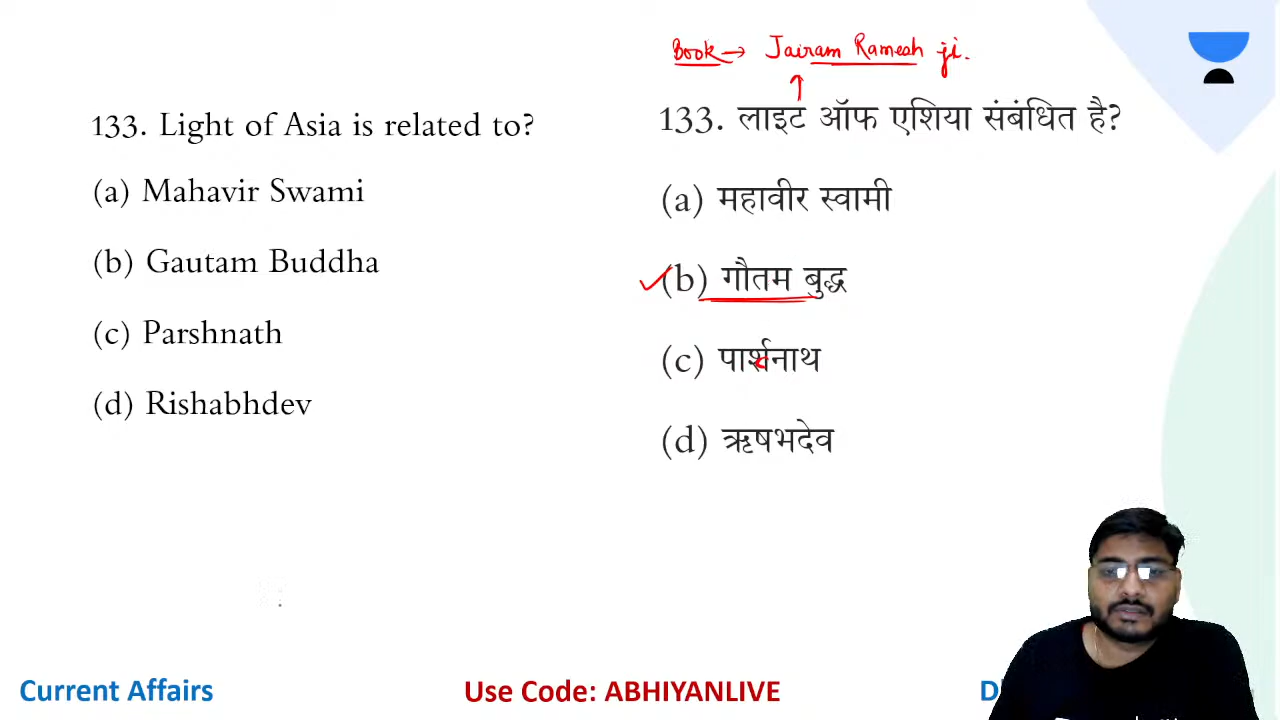 Book → Jairam Ramesh ji.
133. Light of Asia is related to?
(a) Mahavir Swami
(b) Gautam Buddha
(c) Parshnath
(d) Rishabhdev
133. लाइट ऑफ एशिया संबंधित है?
(a) महावीर स्वामी
(b) गौतम बुद्ध
(c) पार्शनाथ
(d) ऋषभदेव
Current Affairs
Use Code: ABHIYANLIVE